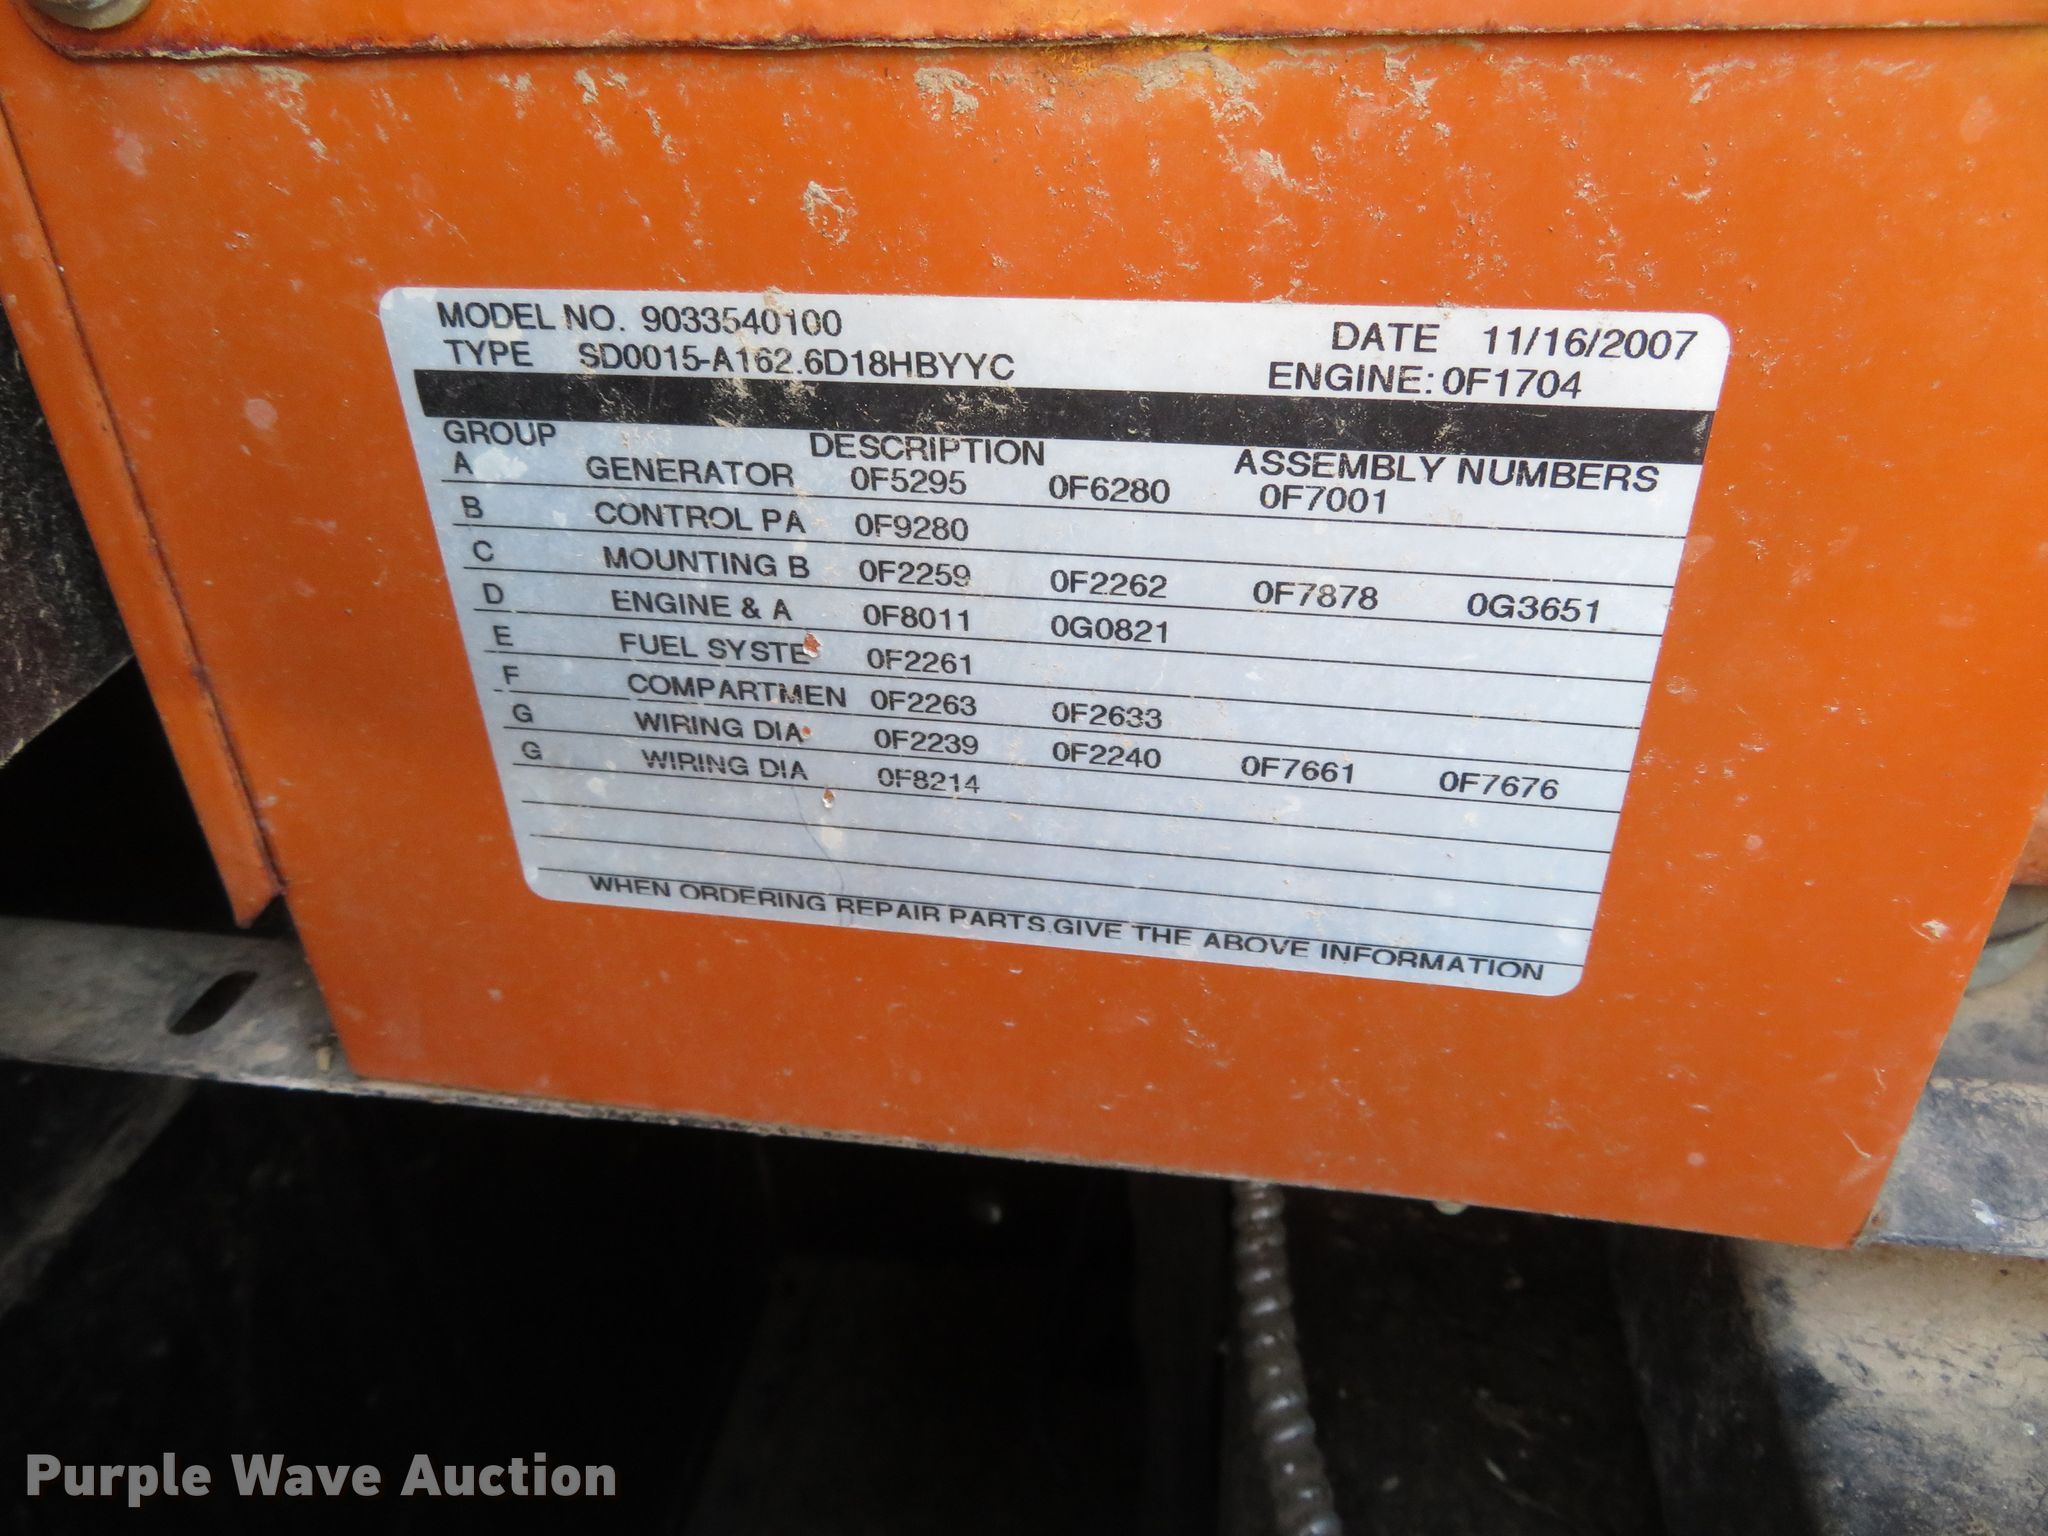 MODEL NO. 9033540100
TYPE SD0015-A162.6D18HBYYC
DATE 11/16/2007
ENGINE: 0F1704
GROUP DESCRIPTION ASSEMBLY NUMBERS
A GENERATOR 0F5295 0F6280 0F7001
B CONTROL PA 0F9280
C MOUNTING B 0F2259 0F2262 0F7878 0G3651
D ENGINE & A 0F8011 0G0821
E FUEL SYSTE 0F2261
F COMPARTMEN 0F2263 0F2633
G WIRING DIA 0F2239 0F2240 0F7661 0F7676
G WIRING DIA 0F8214
WHEN ORDERING REPAIR PARTS, GIVE THE ABOVE INFORMATION
Purple Wave Auction